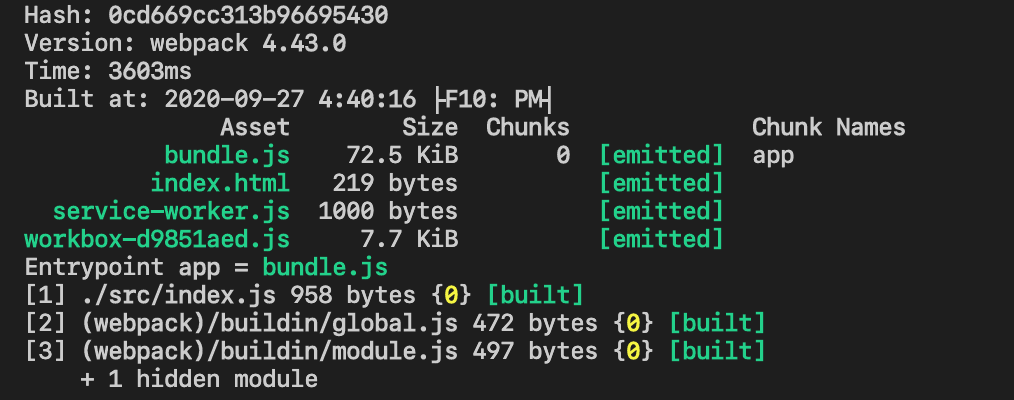 Hash: 0cd669cc313b96695430
Version: webpack 4.43.0
Time: 3603ms
Built at: 2020-09-27 4:40:16 ├F10: PM┤
Asset Size Chunks Chunk Names
bundle.js 72.5 KiB 0 [emitted] app
index.html 219 bytes [emitted]
service-worker.js 1000 bytes [emitted]
workbox-d9851aed.js 7.7 KiB [emitted]
Entrypoint app = bundle.js
[1] ./src/index.js 958 bytes {0} [built]
[2] (webpack)/buildin/global.js 472 bytes {0} [built]
[3] (webpack)/buildin/module.js 497 bytes {0} [built]
+ 1 hidden module